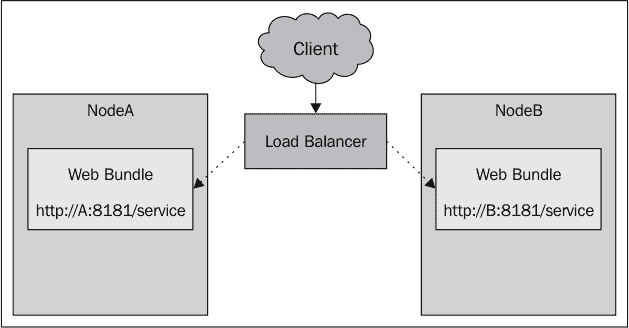 Client
NodeA
Load Balancer
NodeB
Web Bundle
http://A:8181/service
Web Bundle
http://B:8181/service